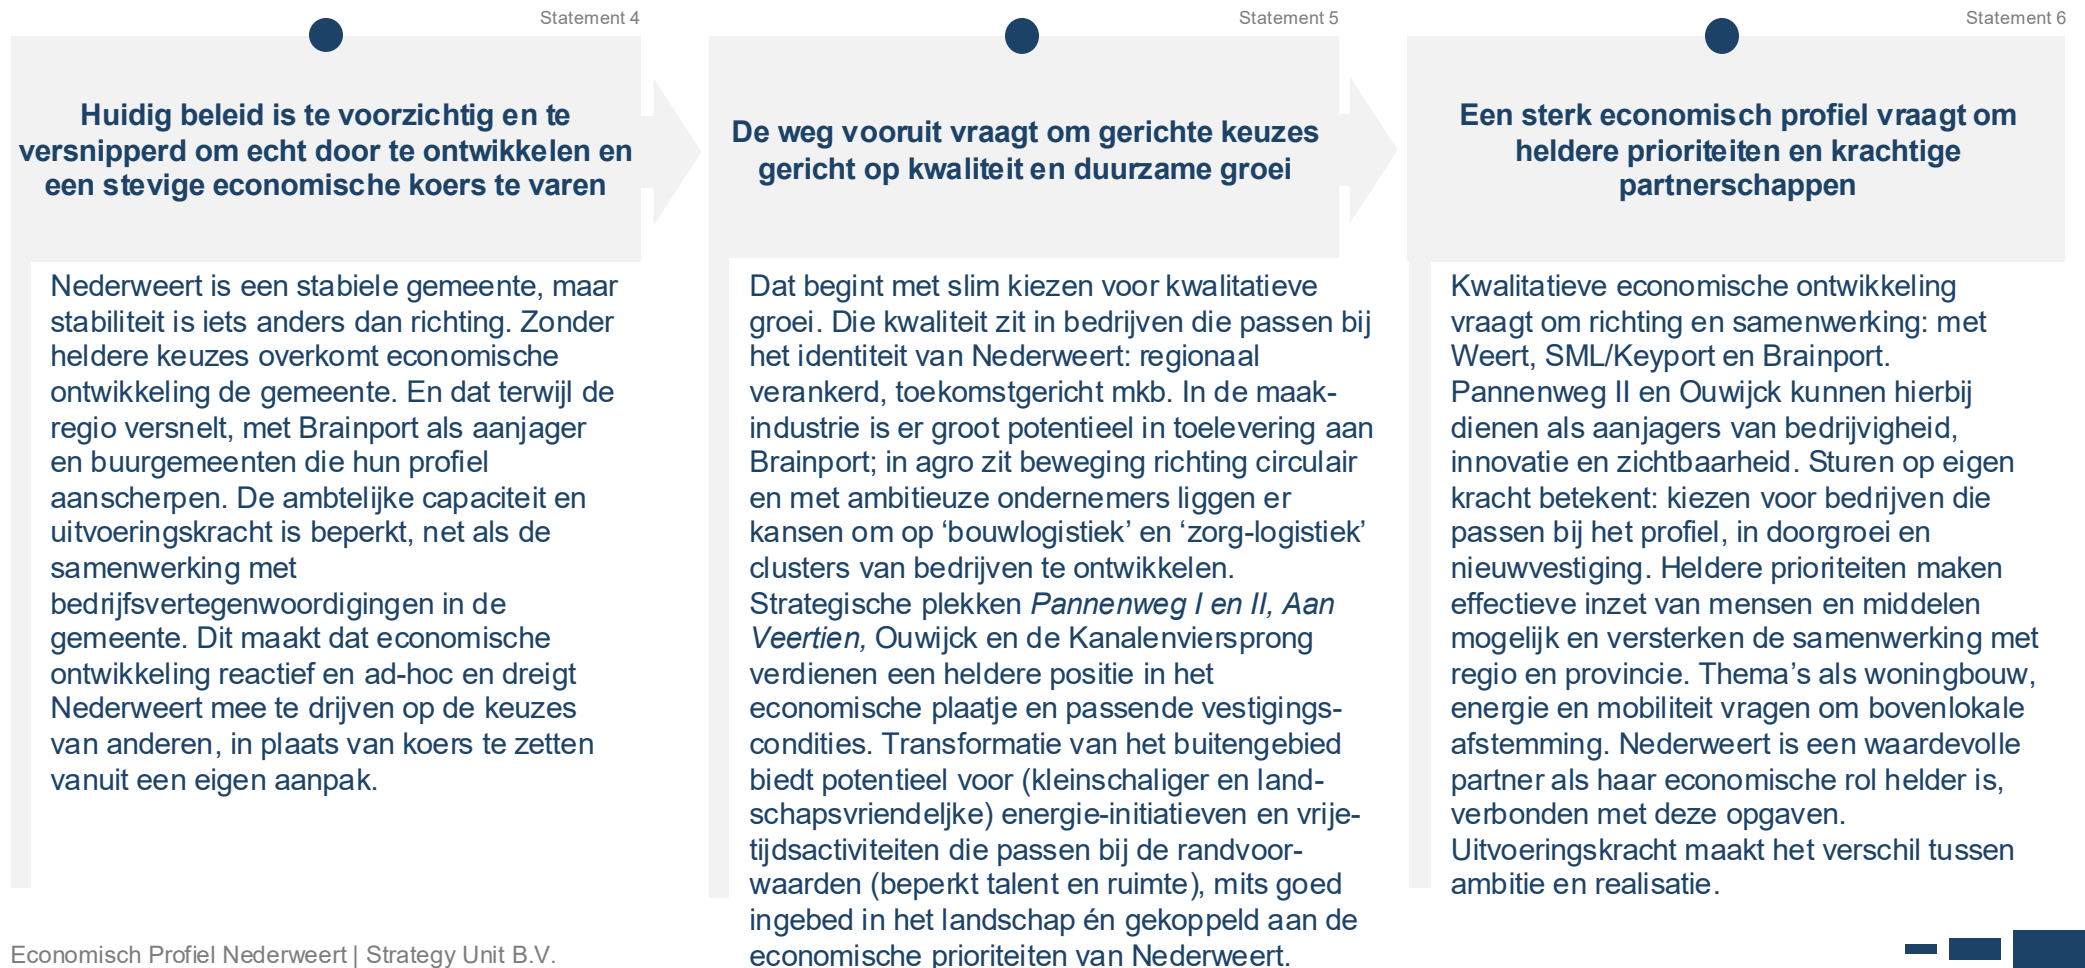 Statement 4
Huidig beleid is te voorzichtig en te
versnipperd om echt door te ontwikkelen en
een stevige economische koers te varen
Nederweert is een stabiele gemeente, maar
stabiliteit is iets anders dan richting. Zonder
heldere keuzes overkomt economische
ontwikkeling de gemeente. En dat terwijl de
regio versnelt, met Brainport als aanjager
en buurgemeenten die hun profiel
aanscherpen. De ambtelijke capaciteit en
uitvoeringskracht is beperkt, net als de
samenwerking met
bedrijfsvertegenwoordigingen in de
gemeente. Dit maakt dat economische
ontwikkeling reactief en ad-hoc en dreigt
Nederweert mee te drijven op de keuzes
van anderen, in plaats van koers te zetten
vanuit een eigen aanpak.
Statement 5
De weg vooruit vraagt om gerichte keuzes
gericht op kwaliteit en duurzame groei
Dat begint met slim kiezen voor kwalitatieve
groei. Die kwaliteit zit in bedrijven die passen bij
het identiteit van Nederweert: regionaal
verankerd, toekomstgericht mkb. In de maak-
industrie is er groot potentieel in toelevering aan
Brainport; in agro zit beweging richting circulair
en met ambitieuze ondernemers liggen er
kansen om op ‘bouwlogistiek’ en ‘zorg-logistiek’
clusters van bedrijven te ontwikkelen.
Strategische plekken Pannenweg I en II, Aan
Veertien, Ouwijck en de Kanalenviersprong
verdienen een heldere positie in het
economische plaatje en passende vestigings-
condities. Transformatie van het buitengebied
biedt potentieel voor (kleinschaliger en land-
schapsvriendeljke) energie-initiatieven en vrije-
tijdsactiviteiten die passen bij de randvoor-
waarden (beperkt talent en ruimte), mits goed
ingebed in het landschap én gekoppeld aan de
economische prioriteiten van Nederweert.
Statement 6
Een sterk economisch profiel vraagt om
heldere prioriteiten en krachtige
partnerschappen
Kwalitatieve economische ontwikkeling
vraagt om richting en samenwerking: met
Weert, SML/Keyport en Brainport.
Pannenweg II en Ouwijck kunnen hierbij
dienen als aanjagers van bedrijvigheid,
innovatie en zichtbaarheid. Sturen op eigen
kracht betekent: kiezen voor bedrijven die
passen bij het profiel, in doorgroei en
nieuwvestiging. Heldere prioriteiten maken
effectieve inzet van mensen en middelen
mogelijk en versterken de samenwerking met
regio en provincie. Thema’s als woningbouw,
energie en mobiliteit vragen om bovenlokale
afstemming. Nederweert is een waardevolle
partner als haar economische rol helder is,
verbonden met deze opgaven.
Uitvoeringskracht maakt het verschil tussen
ambitie en realisatie.
Economisch Profiel Nederweert | Strategy Unit B.V.